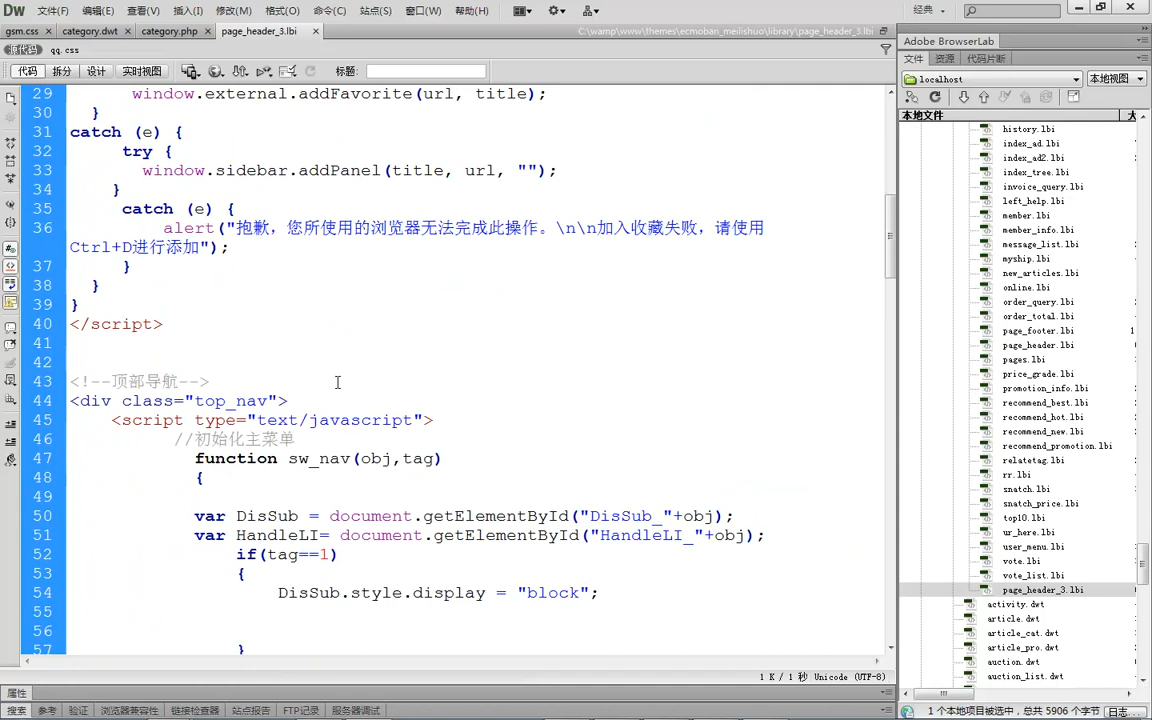 Dw 文件(F) 编辑(E) 查看(V) 插入(I) 修改(M) 格式(O) 命令(C) 站点(S) 窗口(W) 帮助(H) 经典
gsm.css × category.dwt × category.php × page_header_3.lbi × C:\wamp\www\themes\ecmoban_meilishuo\library\page_header_3.lbi
源代码 qq.css
代码 拆分 设计 实时视图 标题:
29 window.external.addFavorite(url, title);
30 }
31 catch (e) {
32 try {
33 window.sidebar.addPanel(title, url, "");
34 }
35 catch (e) {
36 alert("抱歉，您所使用的浏览器无法完成此操作。\n\n加入收藏失败，请使用
Ctrl+D进行添加");
37 }
38 }
39 }
40 </script>
41
42
43 <!--顶部导航-->
44 <div class="top_nav">
45 <script type="text/javascript">
46 //初始化主菜单
47 function sw_nav(obj,tag)
48 {
49
50 var DisSub = document.getElementById("DisSub_"+obj);
51 var HandleLI= document.getElementById("HandleLI_"+obj);
52 if(tag==1)
53 {
54 DisSub.style.display = "block";
55
56
57 }
1 K / 1 秒 Unicode (UTF-8)
属性
搜索 参考 验证 浏览器兼容性 链接检查器 站点报告 FTP记录 服务器调试
Adobe BrowserLab
文件 资源 代码片断
localhost 本地视图
本地文件 大
history.lbi
index_ad.lbi
index_ad2.lbi
index_tree.lbi
invoice_query.lbi
left_help.lbi
member.lbi
member_info.lbi
message_list.lbi
myship.lbi
new_articles.lbi
online.lbi
order_query.lbi
order_total.lbi
page_footer.lbi 1
page_header.lbi
pages.lbi
price_grade.lbi
promotion_info.lbi
recommend_best.lbi
recommend_hot.lbi
recommend_new.lbi
recommend_promotion.lbi
relatetag.lbi
rr.lbi
snatch.lbi
snatch_price.lbi
top10.lbi
ur_here.lbi
user_menu.lbi
vote.lbi
vote_list.lbi
page_header_3.lbi
activity.dwt
article.dwt
article_cat.dwt
article_pro.dwt
auction.dwt
auction_list.dwt
1 个本地项目被选中，总共 5906 个字节 日志...